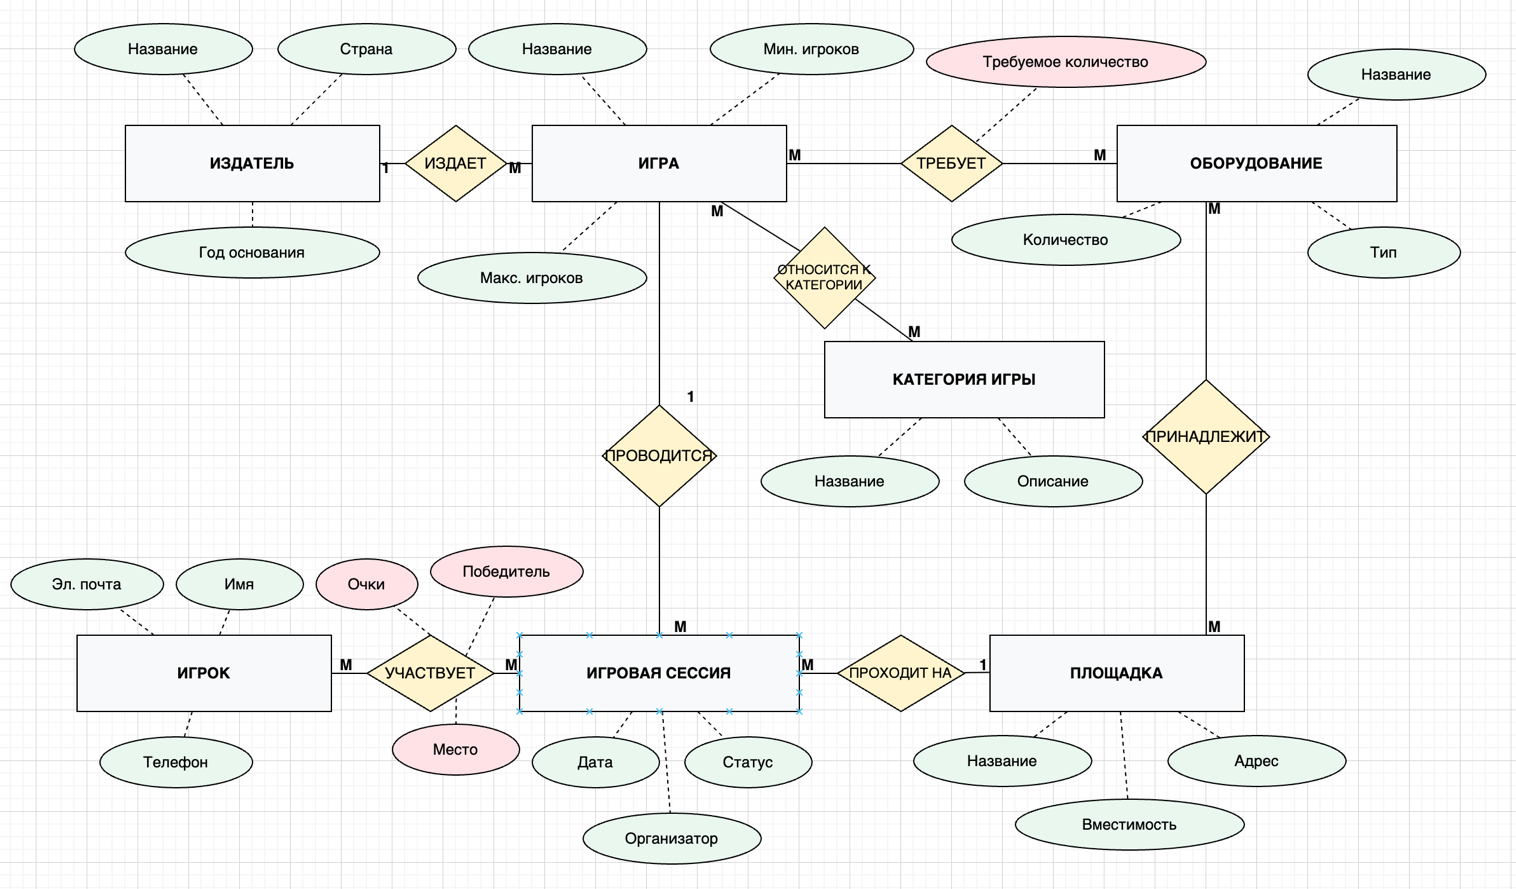 Название
Страна
Название
Мин. игроков
Требуемое количество
Название
ИЗДАТЕЛЬ
1
ИЗДАЕТ
М
ИГРА
М
ТРЕБУЕТ
М
ОБОРУДОВАНИЕ
Год основания
Макс. игроков
М
ОТНОСИТСЯ К
КАТЕГОРИИ
Количество
М
Тип
М
КАТЕГОРИЯ ИГРЫ
1
ПРОВОДИТСЯ
ПРИНАДЛЕЖИТ
Название
Описание
Эл. почта
Имя
Очки
Победитель
М
М
ИГРОК
М
УЧАСТВУЕТ
М
ИГРОВАЯ СЕССИЯ
М
ПРОХОДИТ НА
1
ПЛОЩАДКА
Телефон
Место
Дата
Статус
Название
Адрес
Организатор
Вместимость